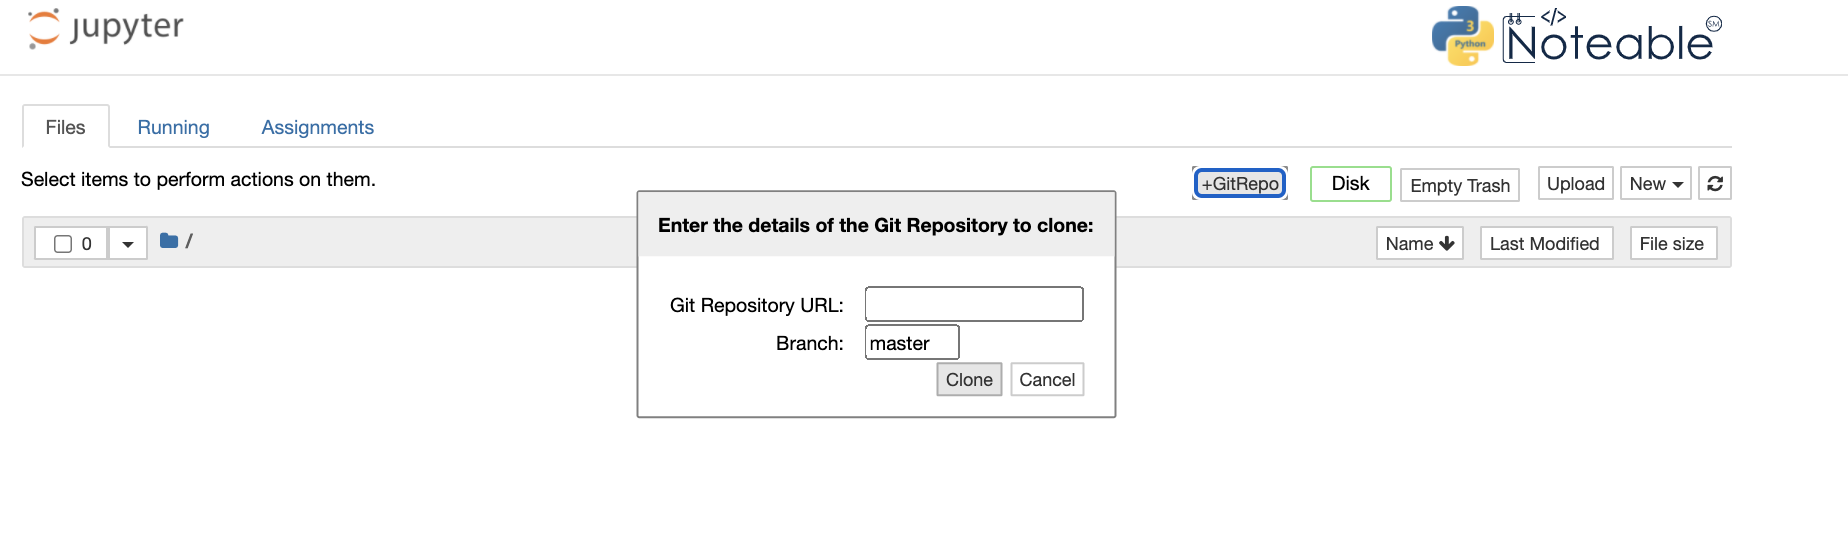 jupyter
3
Python
</>
Noteable SM
Files Running Assignments
Select items to perform actions on them.
+GitRepo Disk Empty Trash Upload New
0 / Name Last Modified File size
Enter the details of the Git Repository to clone:
Git Repository URL:
Branch: master
Clone Cancel